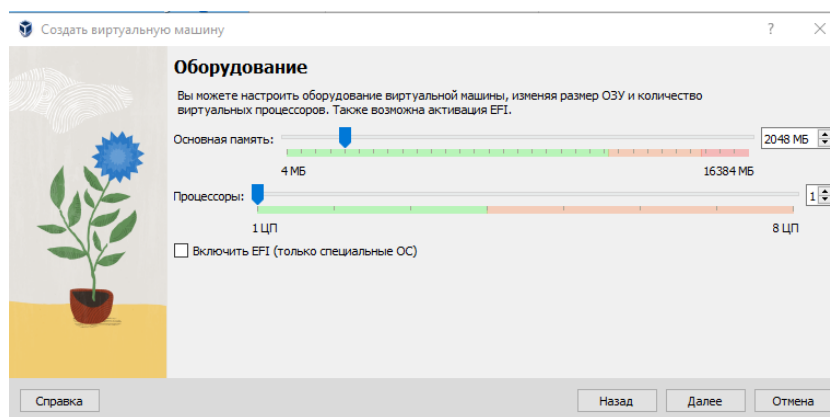 Создать виртуальную машину
Оборудование
Вы можете настроить оборудование виртуальной машины, изменяя размер ОЗУ и количество
виртуальных процессоров. Также возможна активация EFI.
Основная память:
2048 МБ
4 МБ
16384 МБ
Процессоры:
1
1 ЦП
8 ЦП
Включить EFI (только специальные ОС)
Справка
Назад
Далее
Отмена